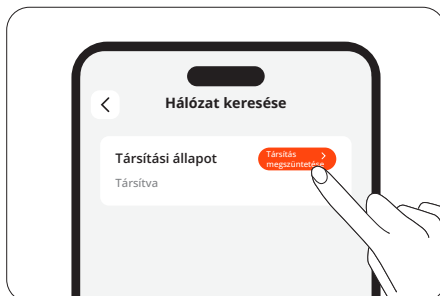 Hálózat keresése
Társítási állapot
Társítás
megszüntetése
Társítva